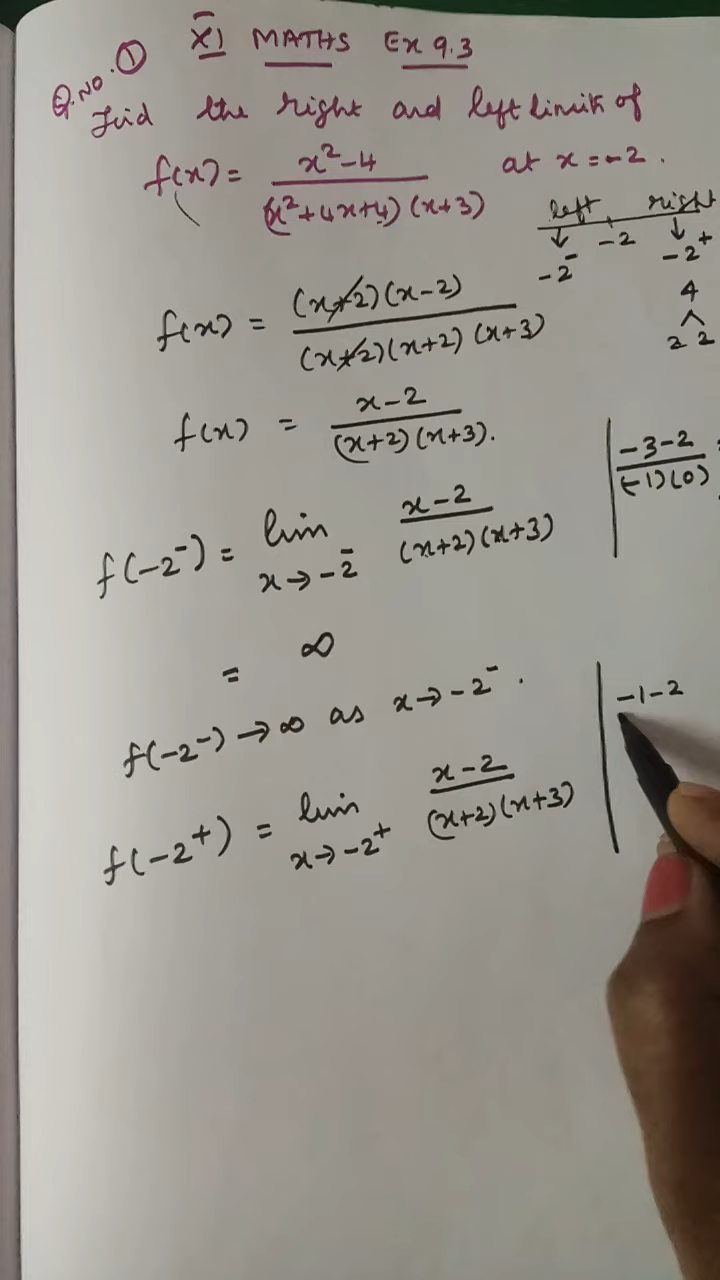 XI MATHS Ex 9.3
Q.NO. ①
Find the right and left limit of
f(x) = x²-4 / (x²+4x+4)(x+3) at x = -2.
left right
↓ -2 ↓
-2⁻ -2⁺
4
2 2
f(x) = (x+2)(x-2) / (x+2)(x+2)(x+3)
f(x) = x-2 / (x+2)(x+3).
f(-2⁻) = lim x→-2⁻ x-2 / (x+2)(x+3)
-3-2 / (-1)(0) =
= ∞
f(-2⁻) → ∞ as x → -2⁻.
f(-2⁺) = lim x→-2⁺ x-2 / (x+2)(x+3)
-1-2